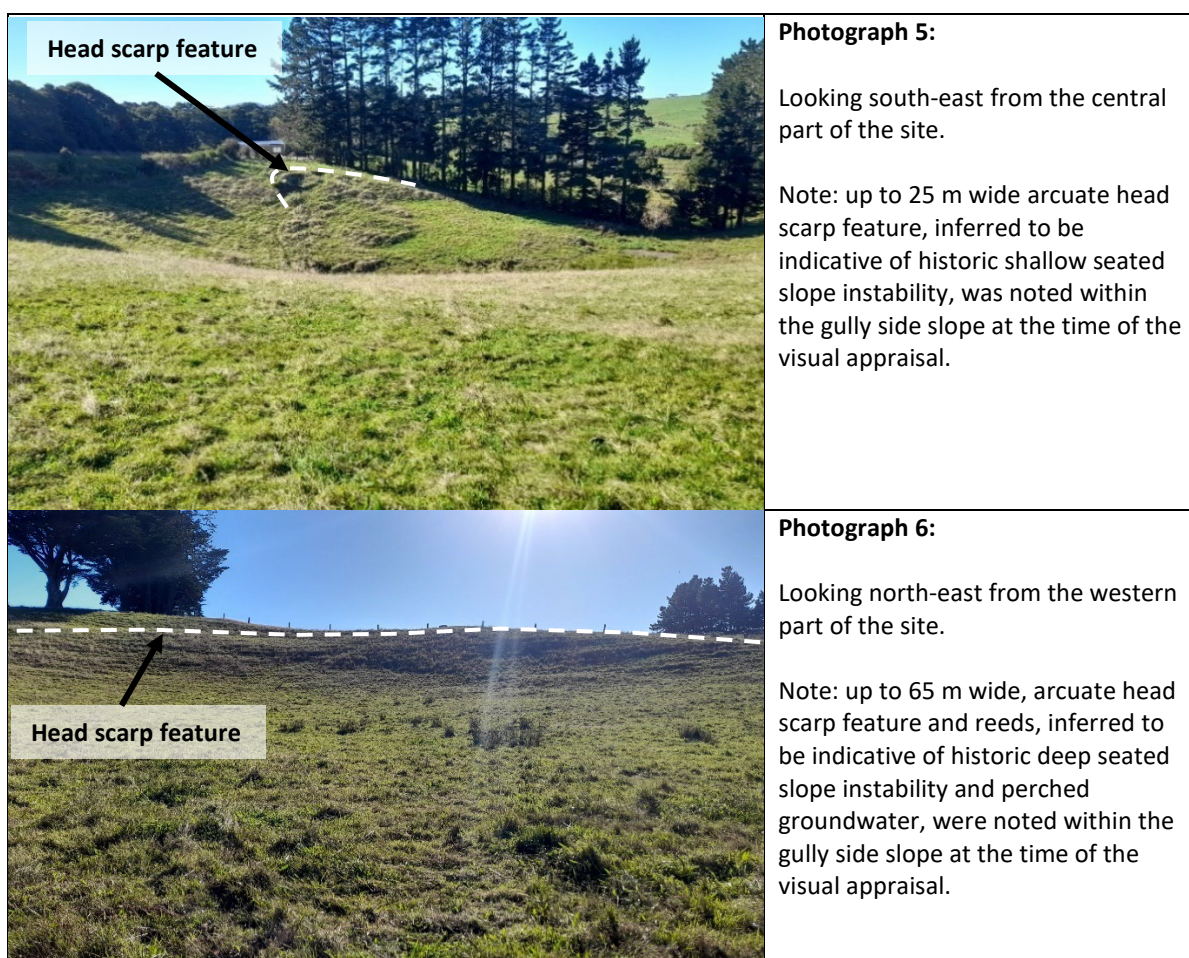 Head scarp feature
Photograph 5:
Looking south-east from the central
part of the site.
Note: up to 25 m wide arcuate head
scarp feature, inferred to be
indicative of historic shallow seated
slope instability, was noted within
the gully side slope at the time of the
visual appraisal.
Head scarp feature
Photograph 6:
Looking north-east from the western
part of the site.
Note: up to 65 m wide, arcuate head
scarp feature and reeds, inferred to
be indicative of historic deep seated
slope instability and perched
groundwater, were noted within the
gully side slope at the time of the
visual appraisal.